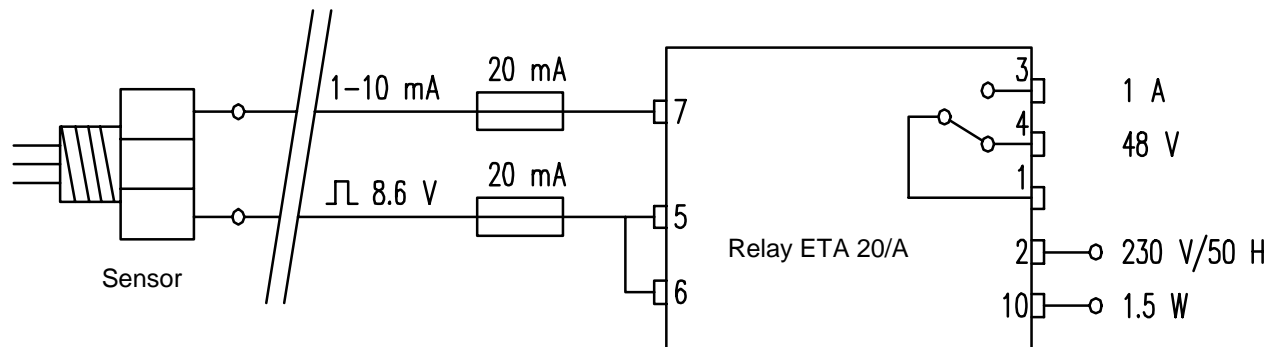 3
20 mA
1 A
1-10 mA
7
4
48 V
20 mA
1
8.6 V
5
Relay ETA 20/A
2
230 V/50 H
Sensor
6
10
1.5 W